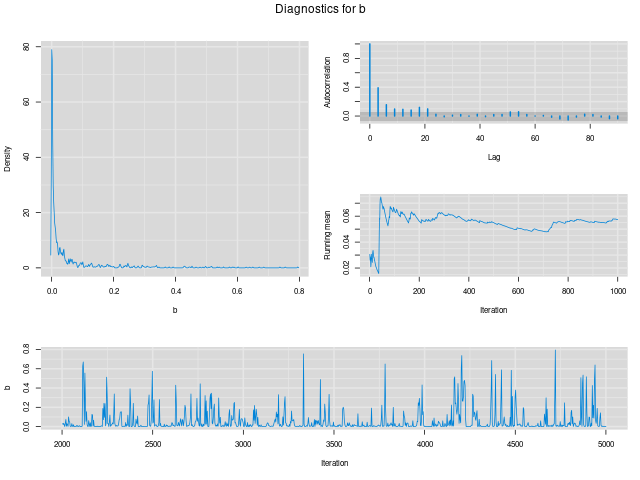 Diagnostics for b
Density
0 20 40 60 80
0.0 0.2 0.4 0.6 0.8
b
Autocorrelation
0.0 0.4 0.8
0 20 40 60 80
Lag
Running mean
0.02 0.04 0.06
0 200 400 600 800 1000
Iteration
b
0.0 0.2 0.4 0.6 0.8
2000 2500 3000 3500 4000 4500 5000
Iteration